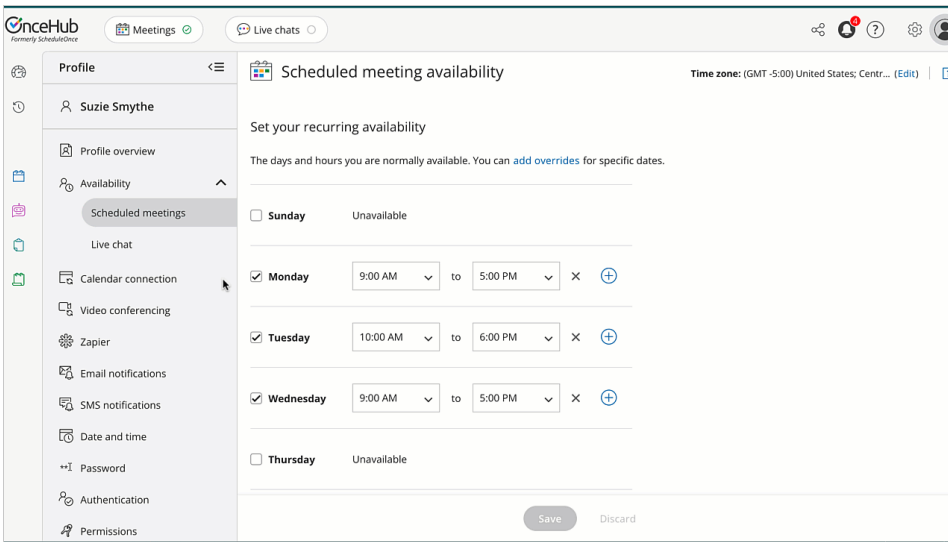 OnceHub
Formerly ScheduleOnce
Meetings
Live chats
4
?
Profile
Suzie Smythe
Profile overview
Availability
Scheduled meetings
Live chat
Calendar connection
Video conferencing
Zapier
Email notifications
SMS notifications
Date and time
Password
Authentication
Permissions
Scheduled meeting availability
Time zone: (GMT -5:00) United States; Centr... (Edit)
Set your recurring availability
The days and hours you are normally available. You can add overrides for specific dates.
Sunday Unavailable
Monday 9:00 AM to 5:00 PM
Tuesday 10:00 AM to 6:00 PM
Wednesday 9:00 AM to 5:00 PM
Thursday Unavailable
Save Discard